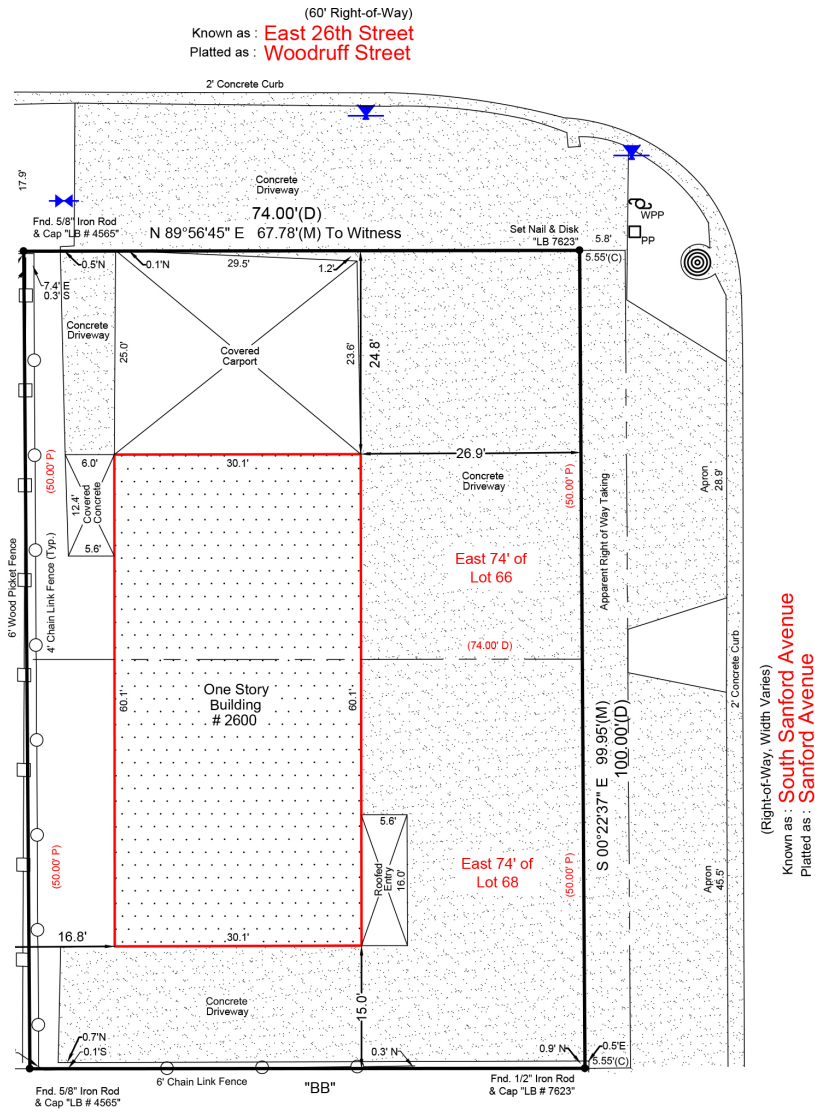 (60' Right-of-Way)
Known as : East 26th Street
Platted as : Woodruff Street
2' Concrete Curb
17.9'
Concrete
Driveway
74.00'(D)
N 89°56'45" E 67.78'(M) To Witness
Fnd. 5/8" Iron Rod
& Cap "LB # 4565"
Set Nail & Disk
"LB 7623"
WPP
PP
5.8'
5.55'(C)
0.5'N
0.1'N
29.5'
1.2'
7.4' E
0.3' S
Concrete
Driveway
25.0'
Covered
Carport
23.6'
24.8'
26.9'
6.0'
30.1'
(50.00' P)
12.4'
Covered
Concrete
5.6'
Concrete
Driveway
(50.00' P)
Apparent Right of Way Taking
Apron
28.9'
6' Wood Picket Fence
4' Chain Link Fence (Typ.)
East 74' of
Lot 66
(74.00' D)
One Story
Building
# 2600
60.1'
60.1'
2' Concrete Curb
(Right-of-Way, Width Varies)
Known as : South Sanford Avenue
Platted as : Sanford Avenue
S 00°22'37" E 99.95'(M)
100.00'(D)
5.6'
Roofed
Entry
16.0'
East 74' of
Lot 68
(50.00' P)
(50.00' P)
Apron
45.5'
16.8'
30.1'
Concrete
Driveway
15.0'
0.7'N
0.1'S
0.3' N
0.9' N
0.5'E
5.55'(C)
Fnd. 5/8" Iron Rod
& Cap "LB # 4565"
6' Chain Link Fence
"BB"
Fnd. 1/2" Iron Rod
& Cap "LB # 7623"